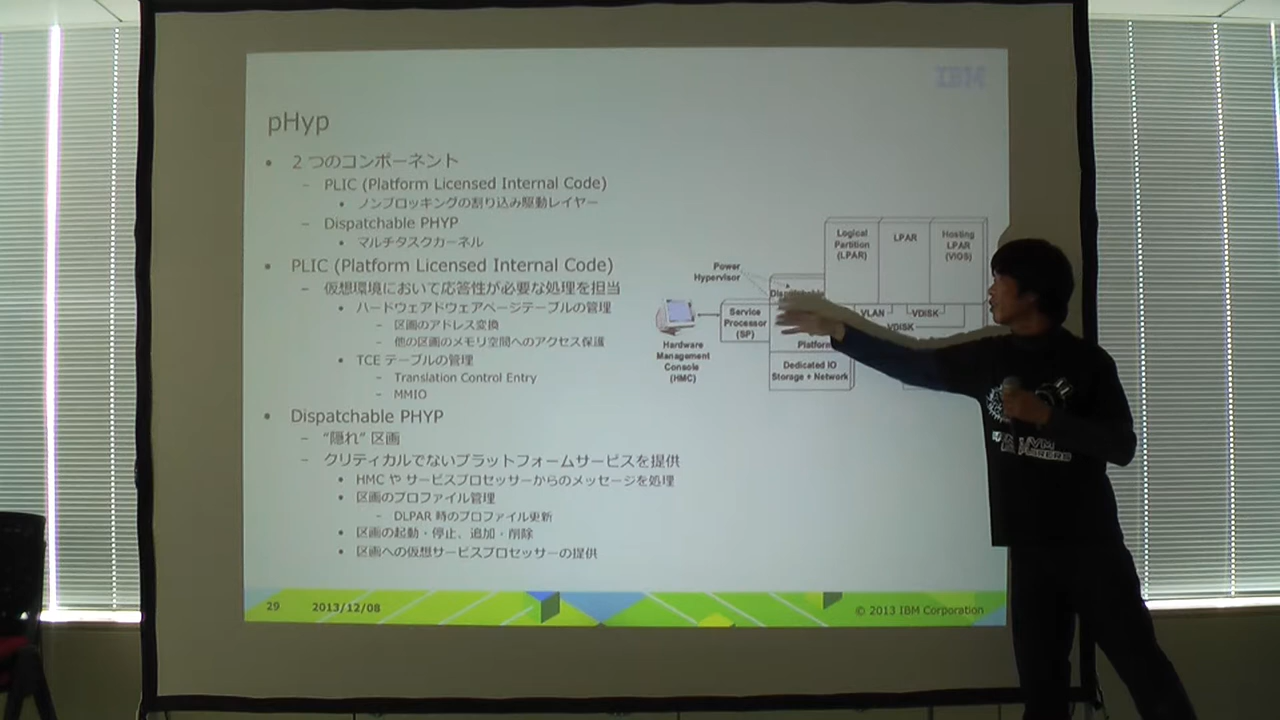 IBM
pHyp
• 2 つのコンポーネント
– PLIC (Platform Licensed Internal Code)
• ノンブロッキングの割り込み駆動レイヤー
– Dispatchable PHYP
• マルチタスクカーネル
• PLIC (Platform Licensed Internal Code)
– 仮想環境において応答性が必要な処理を担当
• ハードウェアドウェアページテーブルの管理
– 区画のアドレス変換
– 他の区画のメモリ空間へのアクセス保護
• TCE テーブルの管理
– Translation Control Entry
– MMIO
• Dispatchable PHYP
– “隠れ” 区画
– クリティカルでないプラットフォームサービスを提供
• HMC や サービスプロセッサーからのメッセージを処理
• 区画のプロファイル管理
– DLPAR 時のプロファイル更新
• 区画の起動・停止、追加・削除
• 区画への仮想サービスプロセッサーの提供
Logical
Partition
(LPAR)
LPAR
Hosting
LPAR
(VIOS)
Power
Hypervisor
Service
Processor
(SP)
VLAN
VDISK
VDISK
Hardware
Management
Console
(HMC)
Dedicated IO
Storage + Network
29
2013/12/08
© 2013 IBM Corporation